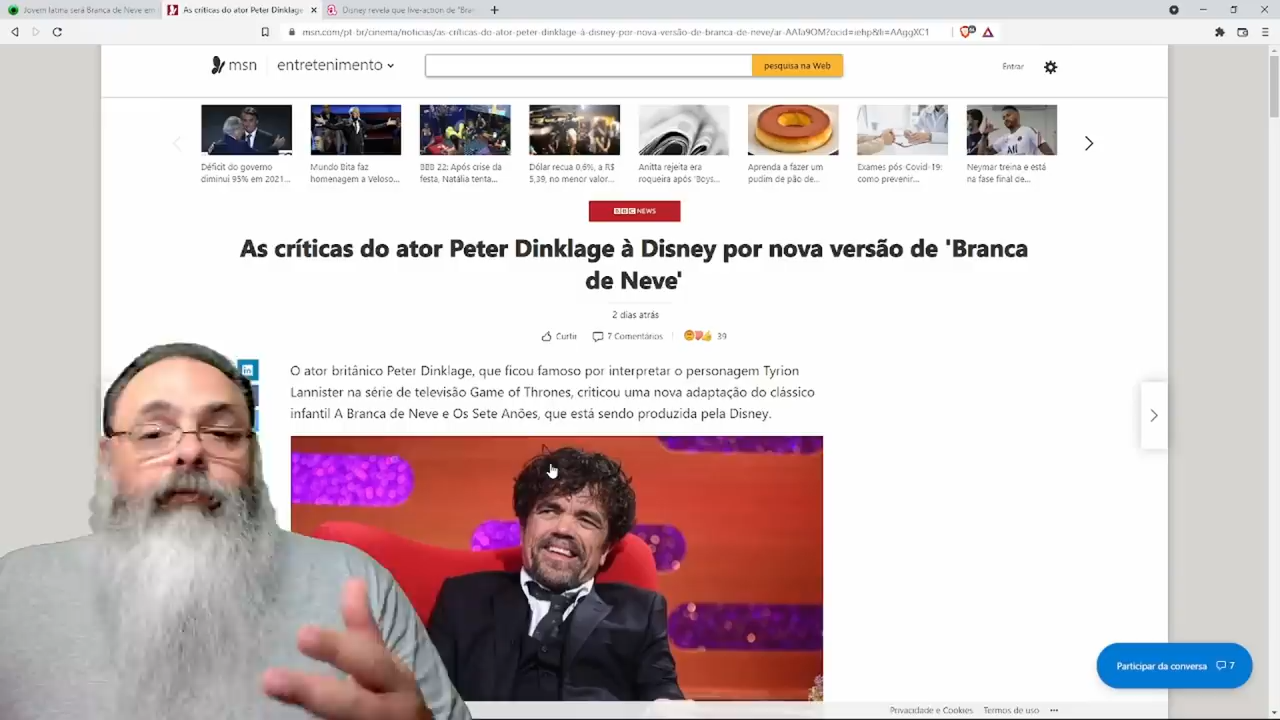 Jovem latina será Branca de Neve em
As críticas do ator Peter Dinklage
Disney revela que live-action de "Bran
msn.com/pt-br/cinema/noticias/as-críticas-do-ator-peter-dinklage-à-disney-por-nova-versão-de-branca-de-neve/ar-AATa9OM?ocid=iehp&li=AAggXC1
msn
entretenimento
pesquisa na Web
Entrar
Déficit do governo
diminui 95% em 2021...
Mundo Bita faz
homenagem a Veloso...
BBB 22: Após crise da
festa, Natália tenta...
Dólar recua 0,6%, a R$
5,39, no menor valor...
Anitta rejeita era
roqueira após 'Boys...
Aprenda a fazer um
pudim de pão de...
Exames pós-Covid-19:
como prevenir...
Neymar treina e está
na fase final de...
BBC NEWS
As críticas do ator Peter Dinklage à Disney por nova versão de 'Branca
de Neve'
2 dias atrás
Curtir
7 Comentários
39
in
O ator britânico Peter Dinklage, que ficou famoso por interpretar o personagem Tyrion
Lannister na série de televisão Game of Thrones, criticou uma nova adaptação do clássico
infantil A Branca de Neve e Os Sete Anões, que está sendo produzida pela Disney.
Participar da conversa 7
Privacidade e Cookies
Termos de uso